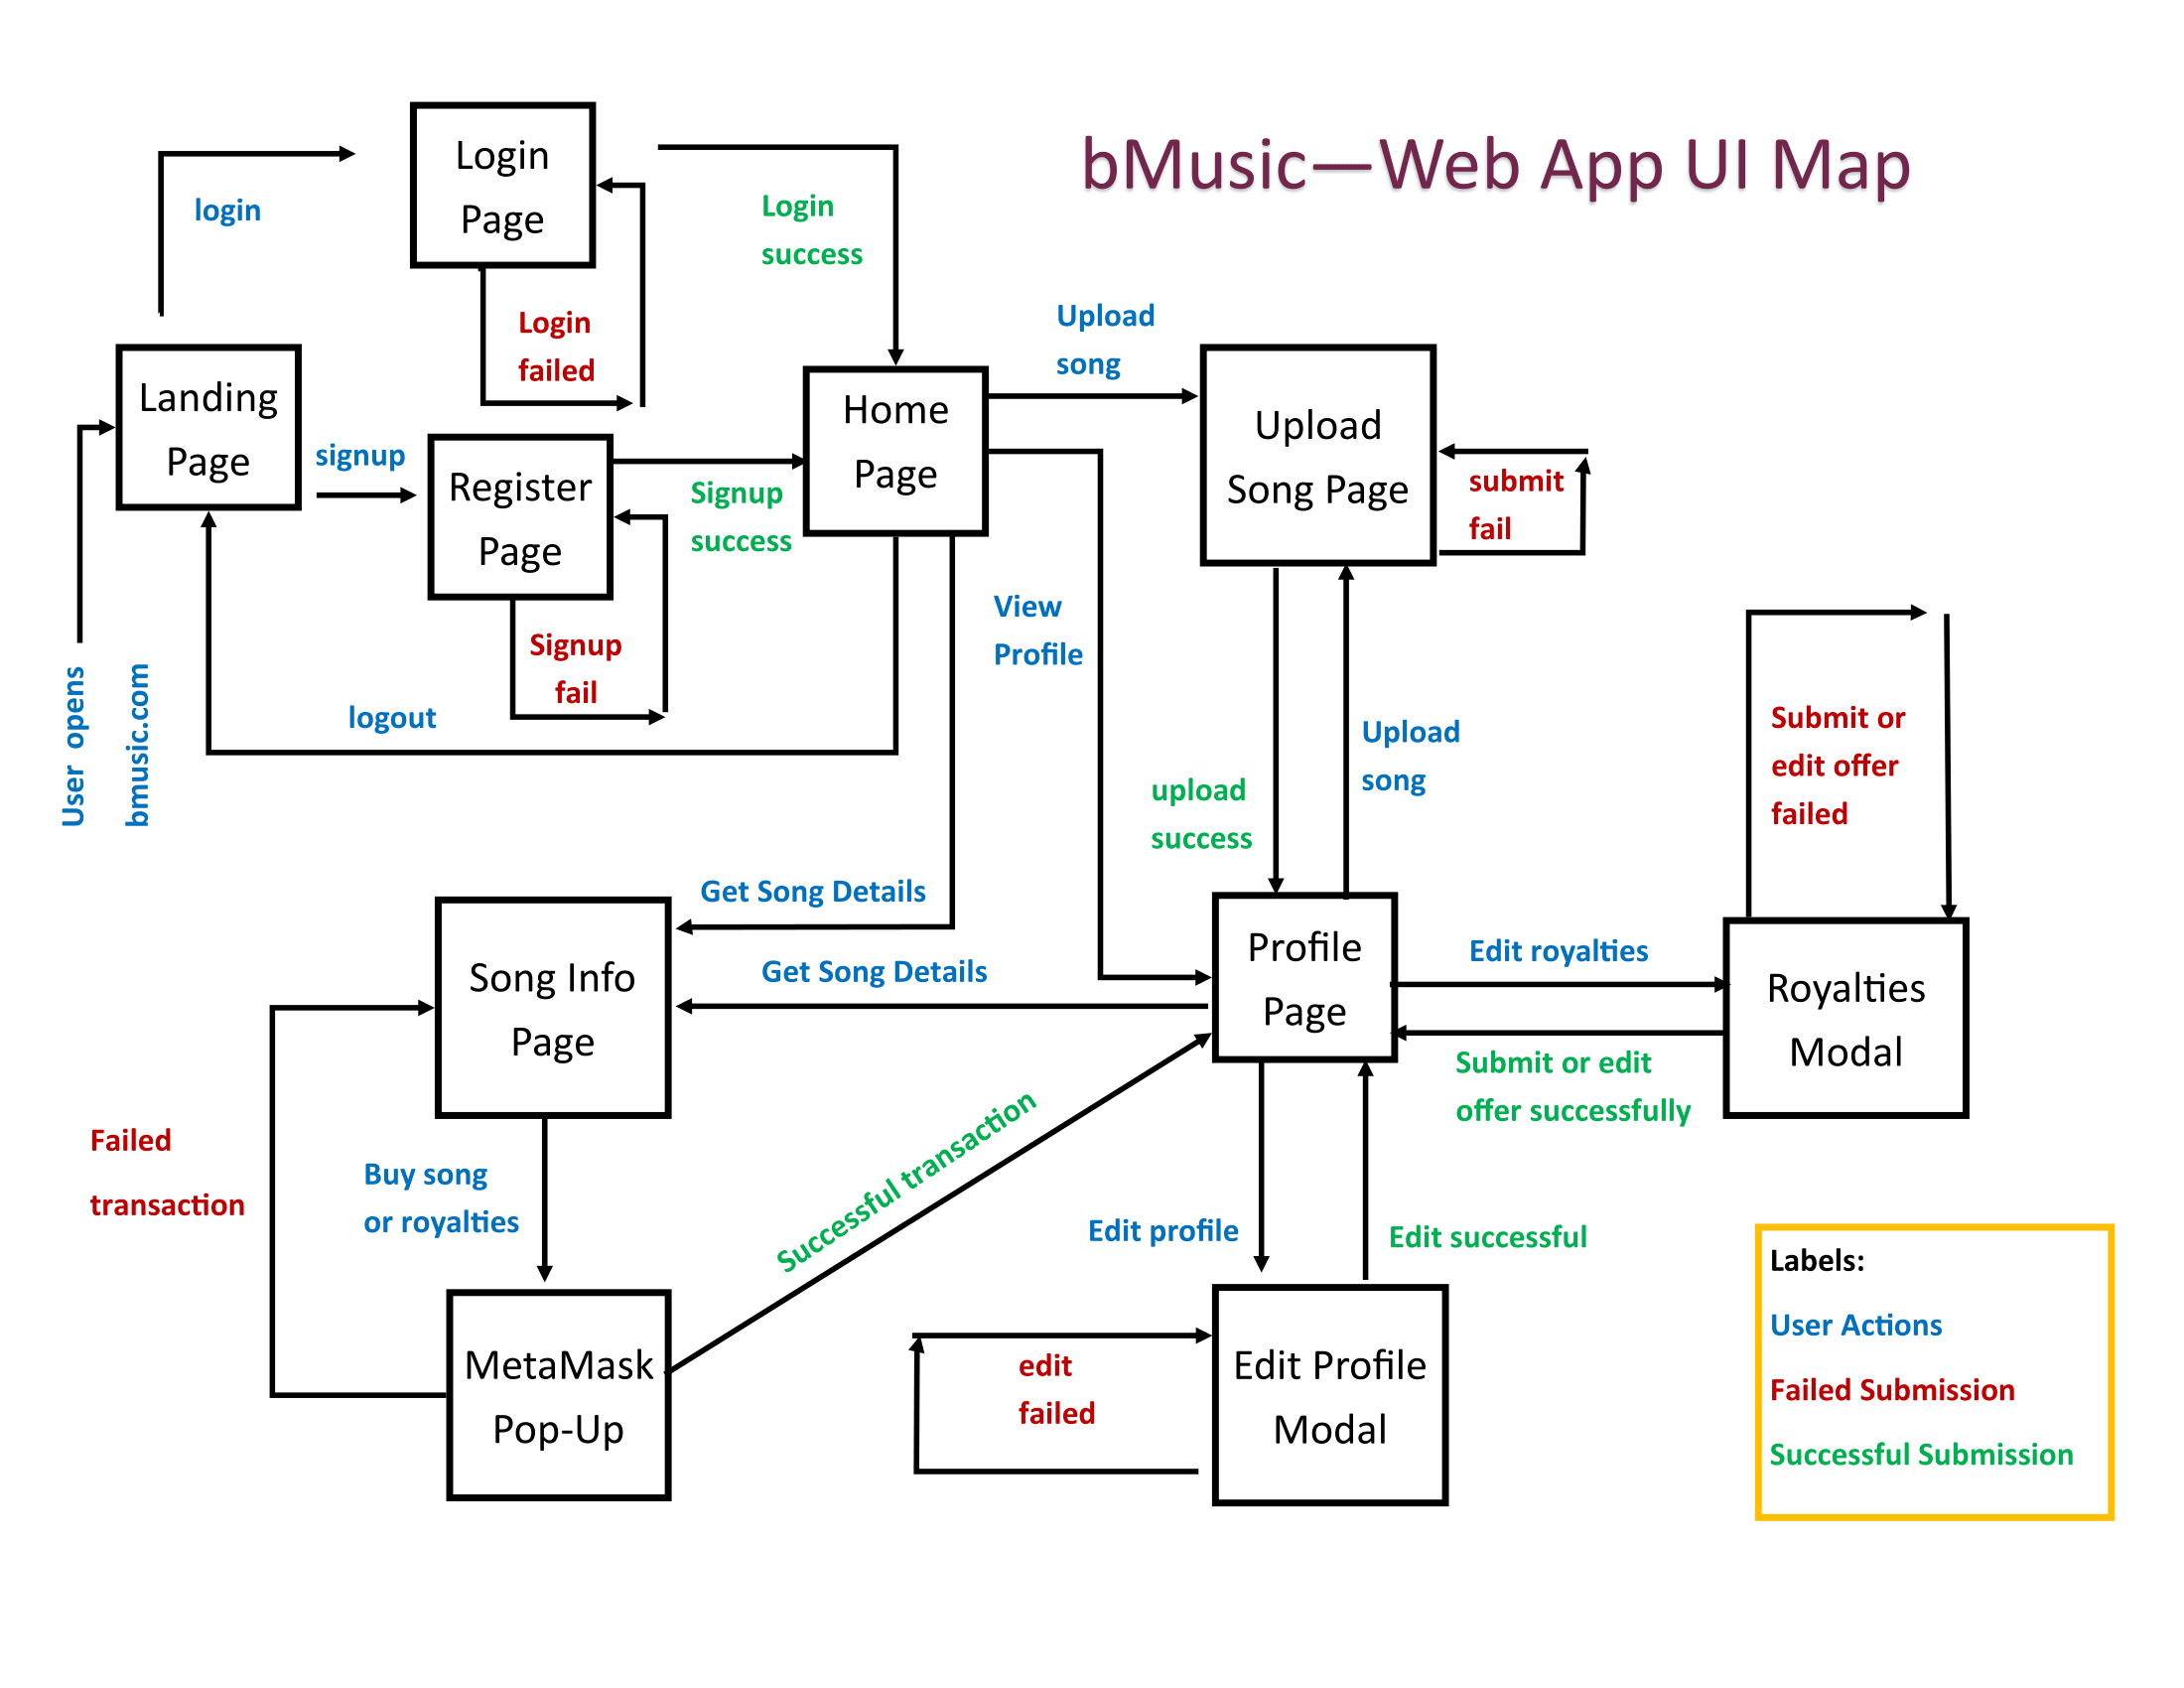 bMusic—Web App UI Map
Login
Page
login
Login
success
Login
failed
Upload
song
Landing
Page
Home
Page
Upload
Song Page
signup
Register
Page
Signup
success
submit
fail
Signup
fail
View
Profile
User  opens
bmusic.com
logout
Upload
song
upload
success
Submit or
edit offer
failed
Get Song Details
Get Song Details
Song Info
Page
Profile
Page
Edit royalties
Royalties
Modal
Submit or edit
offer successfully
Failed
transaction
Buy song
or royalties
Successful transaction
Edit profile
Edit successful
MetaMask
Pop-Up
edit
failed
Edit Profile
Modal
Labels:
User Actions
Failed Submission
Successful Submission